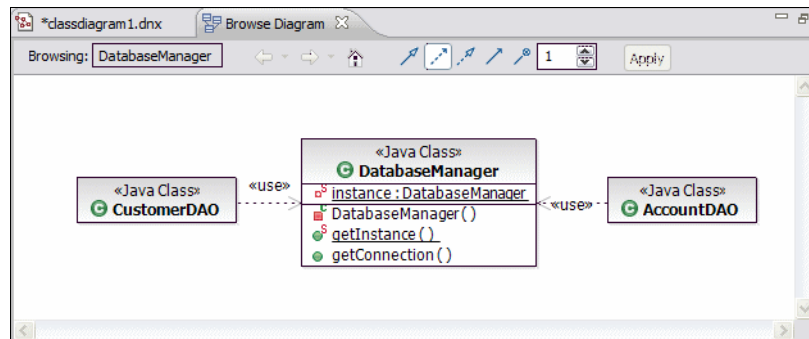 *classdiagram1.dnx
Browse Diagram
Browsing: DatabaseManager
1
Apply
«Java Class»
DatabaseManager
instance : DatabaseManager
DatabaseManager ( )
getInstance ( )
getConnection ( )
«Java Class»
CustomerDAO
«use»
«use»
«Java Class»
AccountDAO